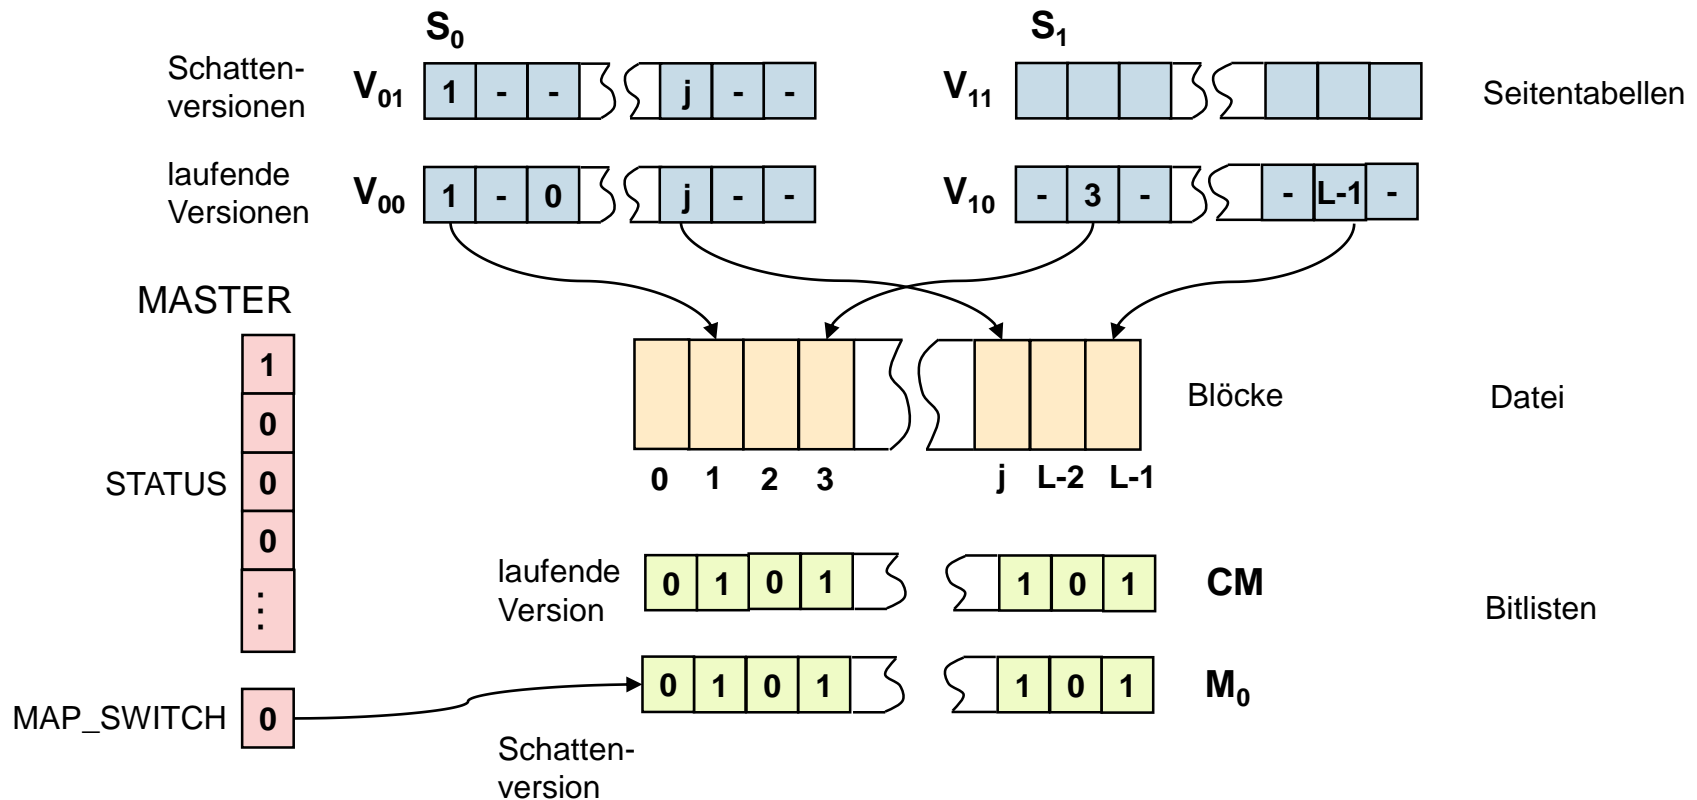 S0 S1
Schatten-
versionen
V01 1 - - j - - V11 Seitentabellen
laufende
Versionen
V00 1 - 0 j - - V10 - 3 - - L-1 -
MASTER
1
0
STATUS 0
0
⋮
Blöcke Datei
0 1 2 3 j L-2 L-1
laufende
Version
0 1 0 1 1 0 1 CM
Bitlisten
0 1 0 1 1 0 1 M0
MAP_SWITCH 0
Schatten-
version